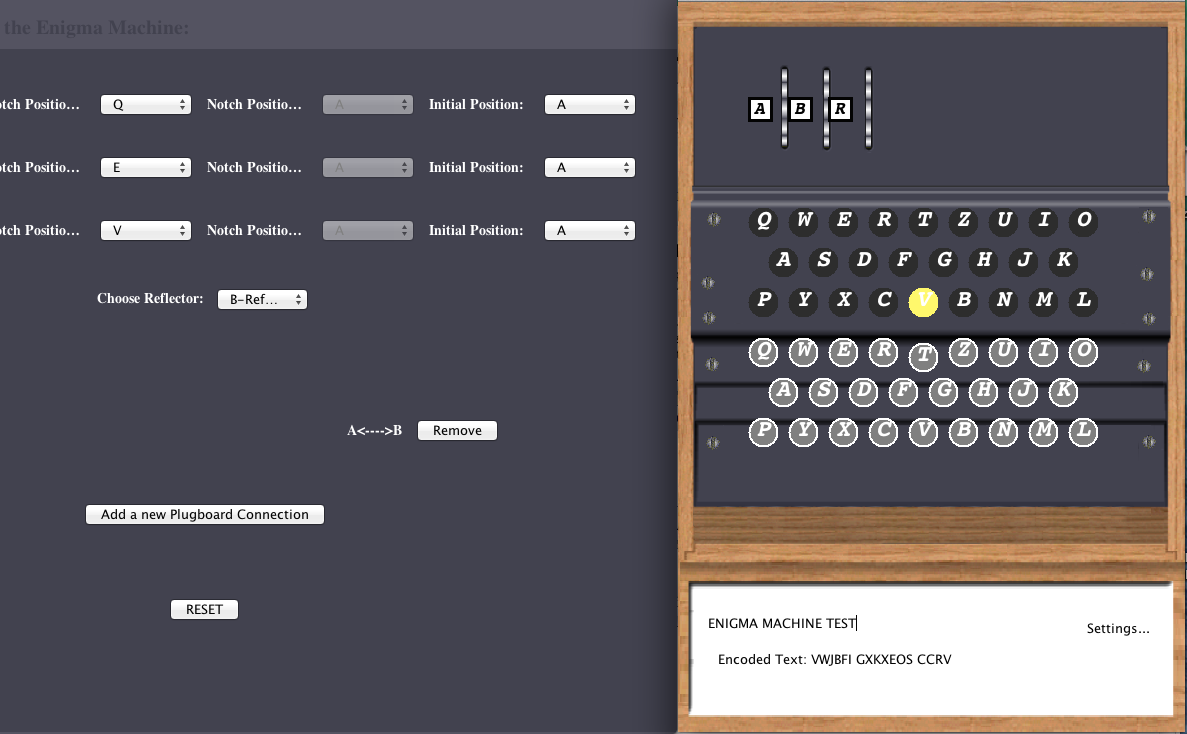 the Enigma Machine:
otch Positio... Q Notch Positio... A Initial Position: A
otch Positio... E Notch Positio... A Initial Position: A
otch Positio... V Notch Positio... A Initial Position: A
Choose Reflector: B-Ref...
A<---->B Remove
Add a new Plugboard Connection
RESET
A B R
Q W E R T Z U I O
A S D F G H J K
P Y X C V B N M L
Q W E R T Z U I O
A S D F G H J K
P Y X C V B N M L
ENIGMA MACHINE TEST
Settings...
Encoded Text: VWJBFI GXKXEOS CCRV